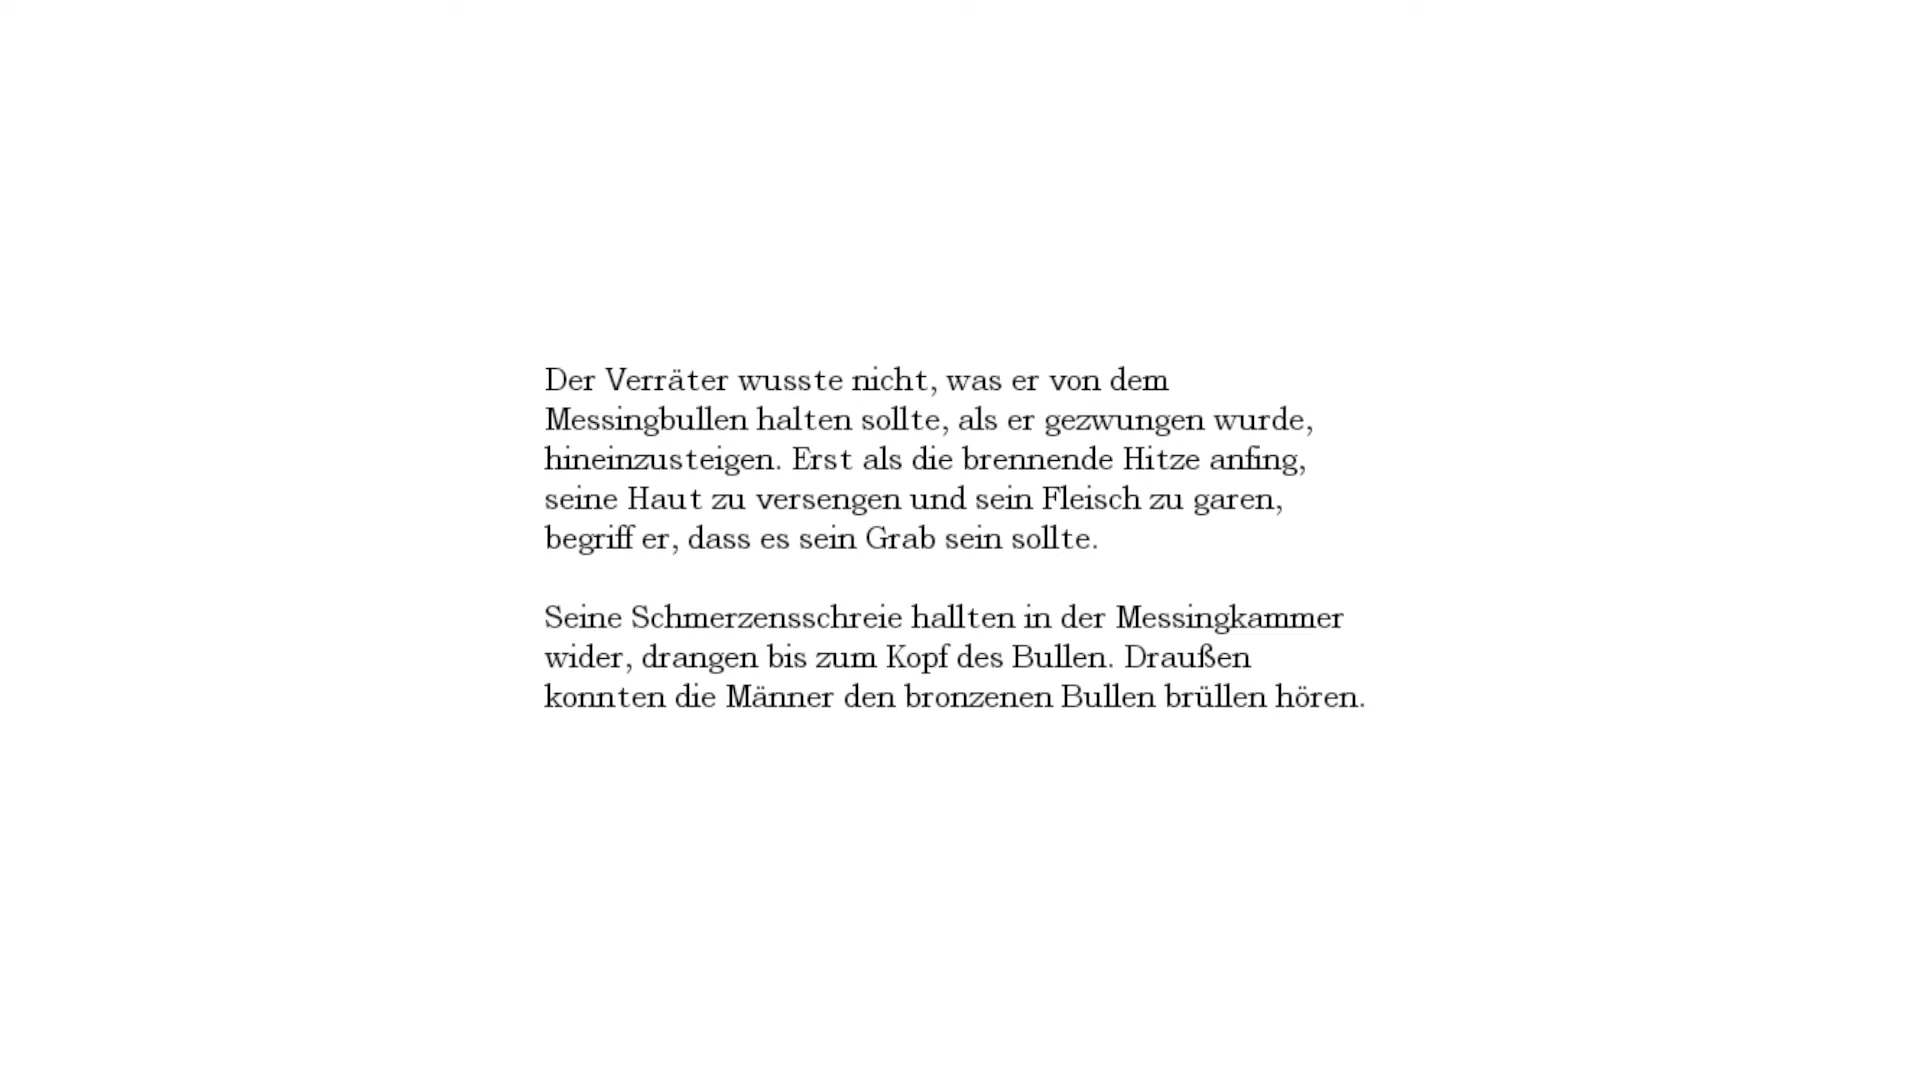 Der Verräter wusste nicht, was er von dem
Messingbullen halten sollte, als er gezwungen wurde,
hineinzusteigen. Erst als die brennende Hitze anfing,
seine Haut zu versengen und sein Fleisch zu garen,
begriff er, dass es sein Grab sein sollte.
Seine Schmerzensschreie hallten in der Messingkammer
wider, drangen bis zum Kopf des Bullen. Draußen
konnten die Männer den bronzenen Bullen brüllen hören.